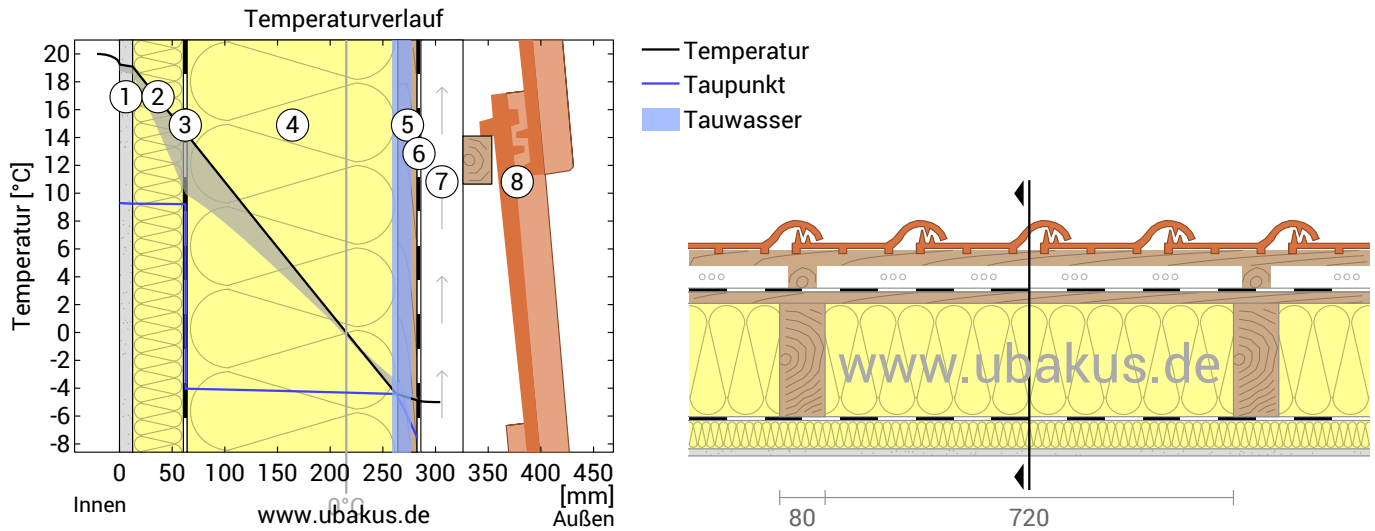 Temperaturverlauf
Temperatur [°C]
20
18
16
14
12
10
8
6
4
2
0
-2
-4
-6
-8
1
2
3
4
5
6
7
8
0 50 100 150 200 250 300 350 400 450
[mm]
Innen
0°C
www.ubakus.de
Außen
Temperatur
Taupunkt
Tauwasser
www.ubakus.de
80
720